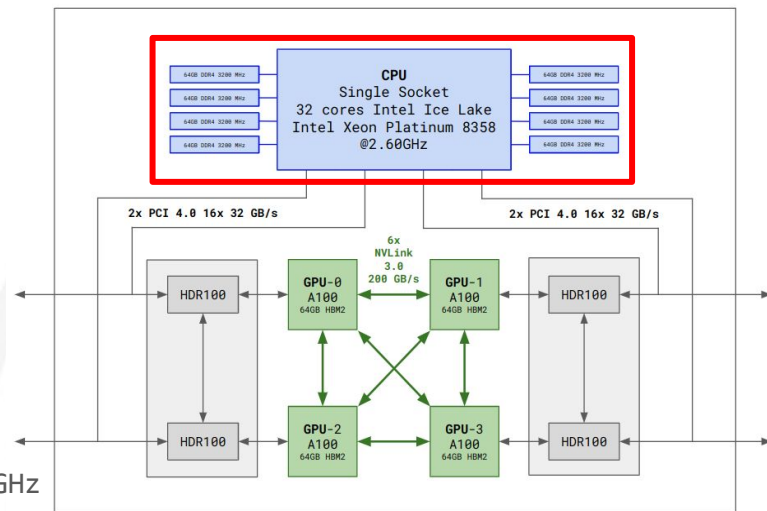 CPU
Single Socket
32 cores Intel Ice Lake
Intel Xeon Platinum 8358
@2.60GHz
64GB DDR4 3200 MHz
64GB DDR4 3200 MHz
64GB DDR4 3200 MHz
64GB DDR4 3200 MHz
64GB DDR4 3200 MHz
64GB DDR4 3200 MHz
64GB DDR4 3200 MHz
64GB DDR4 3200 MHz
2x PCI 4.0 16x 32 GB/s
2x PCI 4.0 16x 32 GB/s
6x
NVLink
3.0
200 GB/s
HDR100
GPU-0
A100
64GB HBM2
GPU-1
A100
64GB HBM2
HDR100
HDR100
GPU-2
A100
64GB HBM2
GPU-3
A100
64GB HBM2
HDR100
GHz